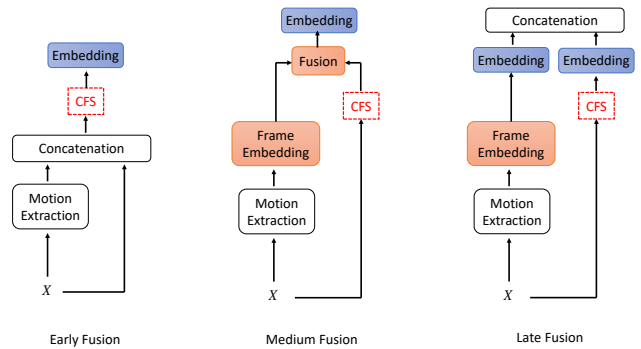 Embedding
CFS
Concatenation
Motion
Extraction
X
Early Fusion
Embedding
Fusion
CFS
Frame
Embedding
Motion
Extraction
X
Medium Fusion
Concatenation
Embedding
Embedding
CFS
Frame
Embedding
Motion
Extraction
X
Late Fusion